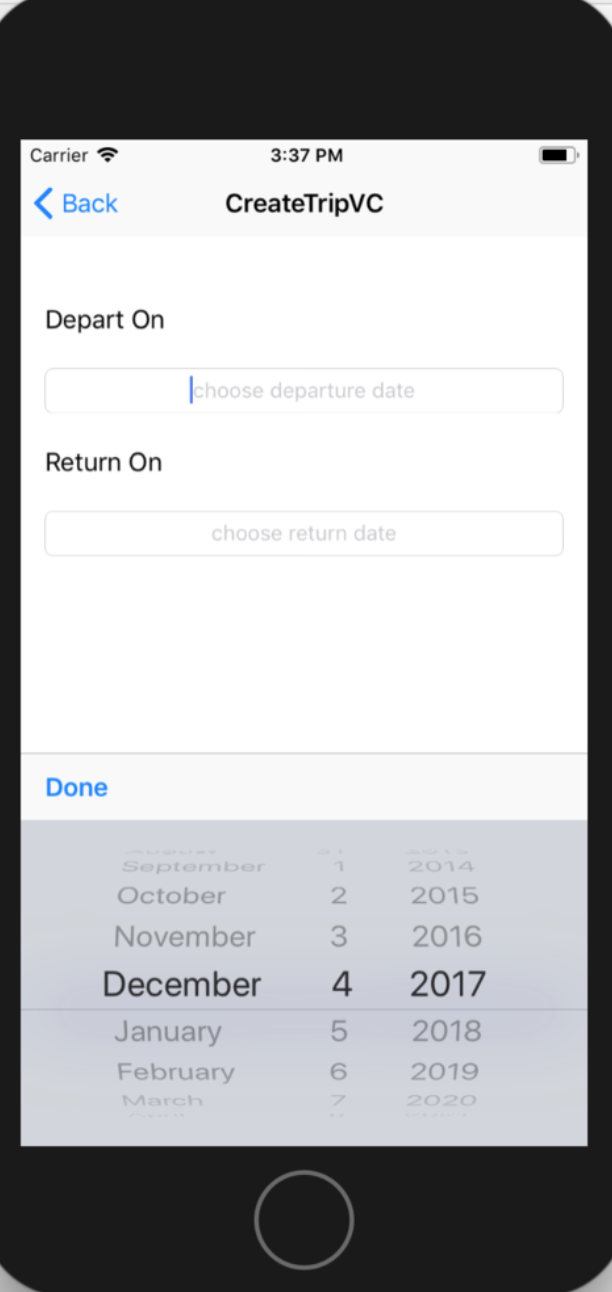 Carrier 3:37 PM
Back CreateTripVC
Depart On
choose departure date
Return On
choose return date
Done
September 1 2014
October 2 2015
November 3 2016
December 4 2017
January 5 2018
February 6 2019
March 7 2020